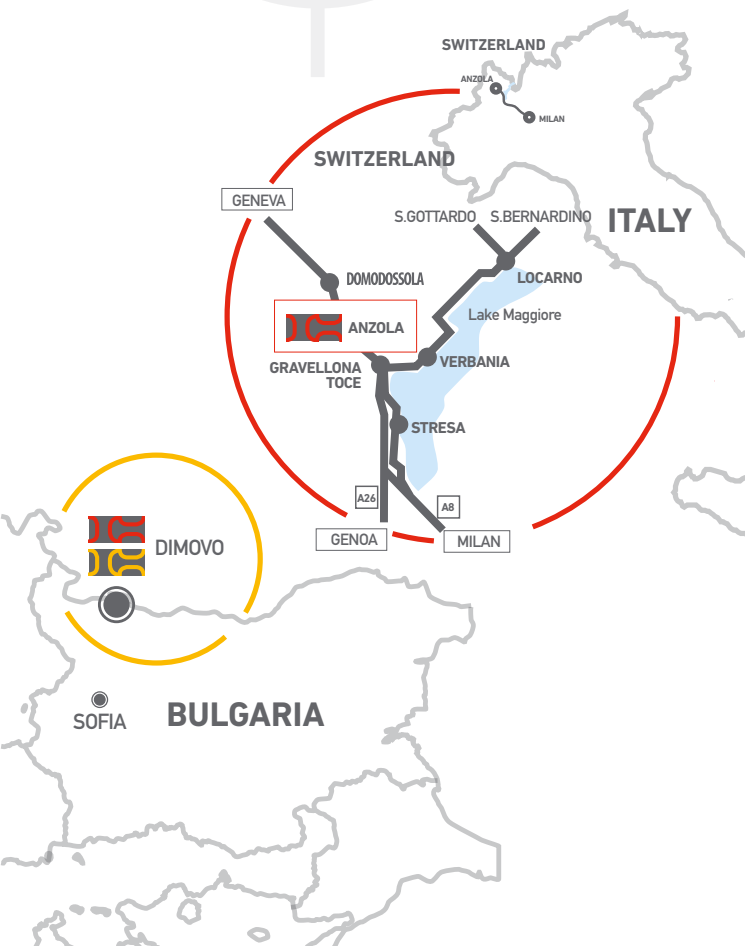 SWITZERLAND
ANZOLA
MILAN
SWITZERLAND
GENEVA
S.GOTTARDO
S.BERNARDINO
ITALY
DOMODOSSOLA
LOCARNO
Lake Maggiore
ANZOLA
GRAVELLONA
TOCE
VERBANIA
STRESA
A26
A8
GENOA
MILAN
DIMOVO
SOFIA
BULGARIA